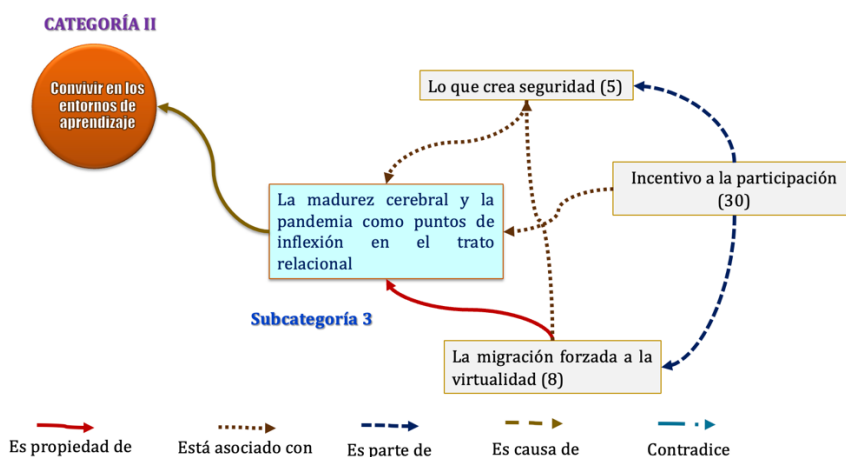 CATEGORÍA II
Convivir en los
entornos de
aprendizaje
Lo que crea seguridad (5)
Incentivo a la participación
(30)
La madurez cerebral y la
pandemia como puntos de
inflexión en el trato
relacional
Subcategoría 3
La migración forzada a la
virtualidad (8)
Es propiedad de
Está asociado con
Es parte de
Es causa de
Contradice